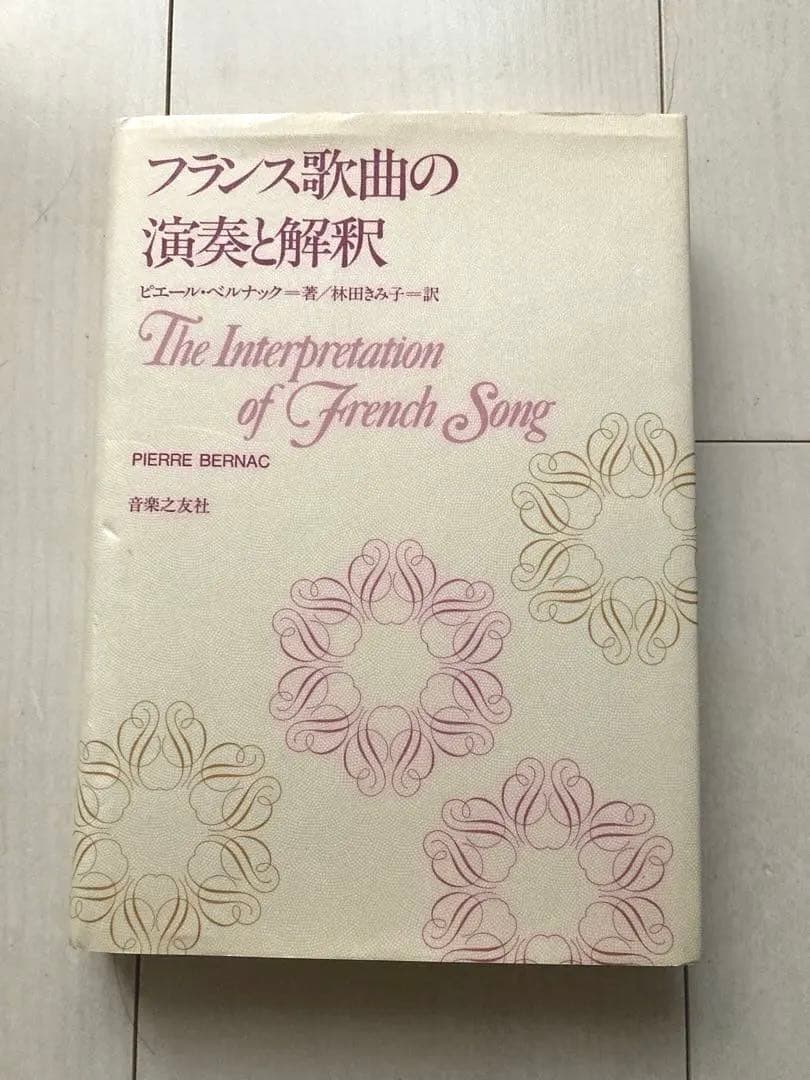 フランス歌曲の
演奏と解釈
ピエール・ベルナック=著/林田きみ子=訳
The Interpretation
of French Song
PIERRE BERNAC
音楽之友社